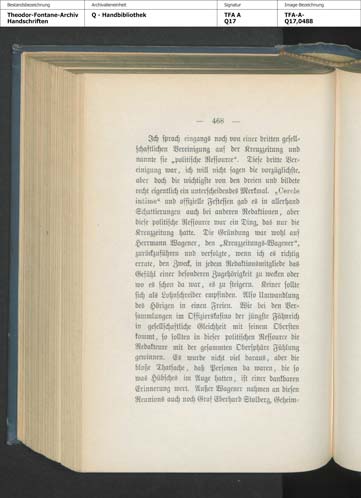 Bestandsbezeichnung
Archivalieneinheit
Signatur
Image Bezeichnung
Theodor-Fontane-Archiv
Handschriften
Q - Handbibliothek
TFA A
Q17
TFA-A-
Q17,0488
— 468 —
Ich sprach eingangs noch von einer dritten gesell-
schaftlichen Vereinigung auf der Kreuzzeitung und
nannte sie „politische Ressource“. Diese dritte Ver-
einigung war, ich will nicht sagen die vorzüglichste,
aber doch die wichtigste von den dreien und bildete
recht eigentlich ein unterscheidendes Merkmal. „Cercle
intime“ und offizielle Festessen gab es in allerhand
Schattierungen auch bei anderen Redaktionen, aber
diese politische Ressource war ein Ding, das nur die
Kreuzzeitung hatte. Die Gründung war wohl auf
Herrmann Wagener, den „Kreuzzeitungs-Wagener“,
zurückzuführen und verfolgte, wenn ich es richtig
errate, den Zweck, in jedem Redaktionsmitgliede das
Gefühl einer besonderen Zugehörigkeit zu wecken oder
wo es schon da war, es zu steigern. Keiner sollte
sich als Lohnschreiber empfinden. Also Umwandlung
des Hörigen in einen Freien. Wie bei den Ver-
sammlungen im Offizierskasino der jüngste Fähnrich
in gesellschaftliche Gleichheit mit seinem Obersten
kommt, so sollten in dieser politischen Ressource die
Redakteure mit der gesammten Obersphäre Fühlung
gewinnen. Es wurde nicht viel daraus, aber die
bloße Thatsache, daß Personen da waren, die so
was Hübsches im Auge hatten, ist einer dankbaren
Erinnerung wert. Außer Wagener nahmen an diesen
Reunions auch noch Graf Eberhard Stolberg, Geheim-